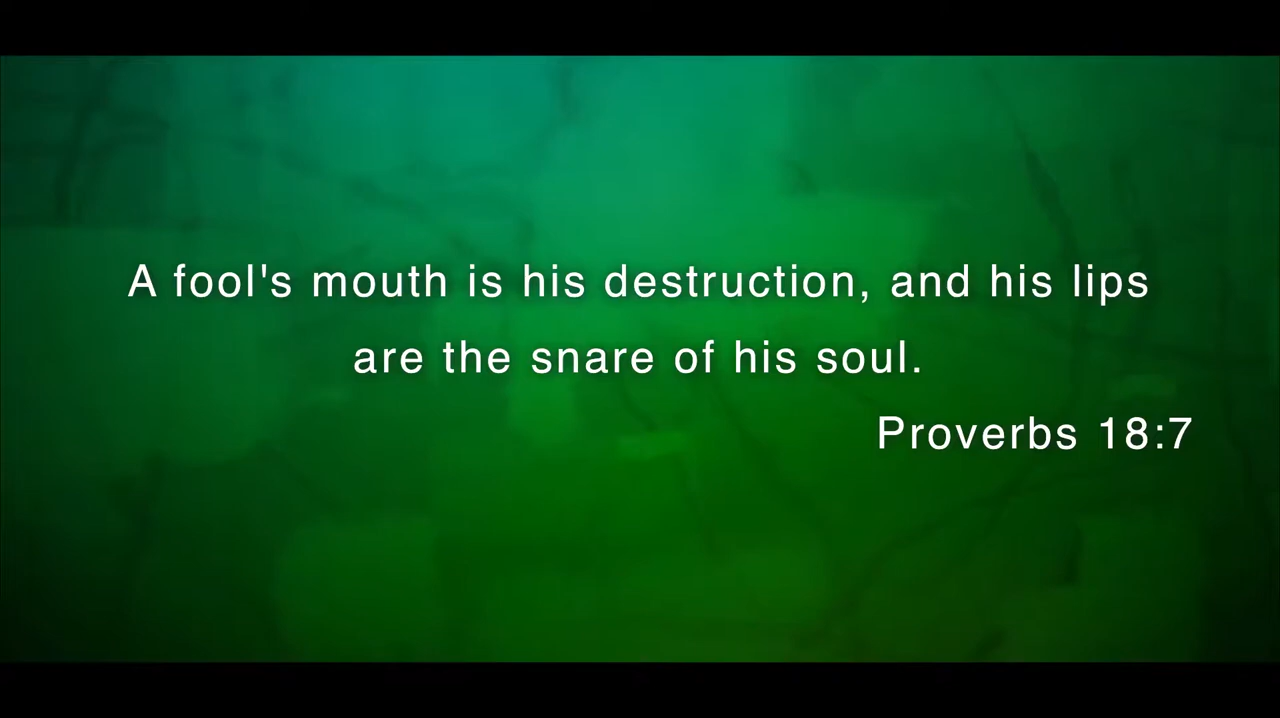 A fool's mouth is his destruction, and his lips
are the snare of his soul.
Proverbs 18:7